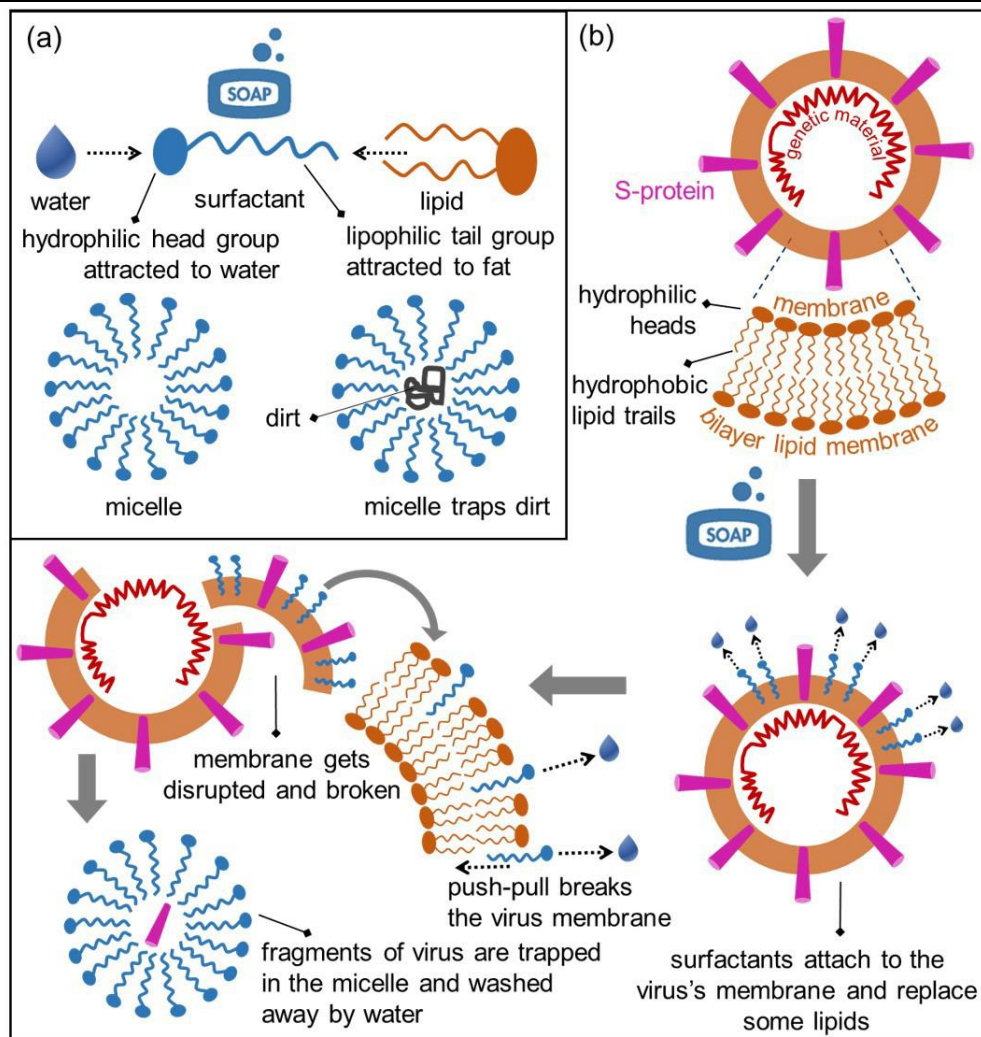 (a)
SOAP
water
surfactant
lipid
hydrophilic head group
attracted to water
lipophilic tail group
attracted to fat
dirt
micelle
micelle traps dirt
(b)
genetic material
S-protein
hydrophilic
heads
membrane
hydrophobic
lipid trails
bilayer lipid membrane
SOAP
surfactants attach to the
virus's membrane and replace
some lipids
membrane gets
disrupted and broken
push-pull breaks
the virus membrane
fragments of virus are trapped
in the micelle and washed
away by water